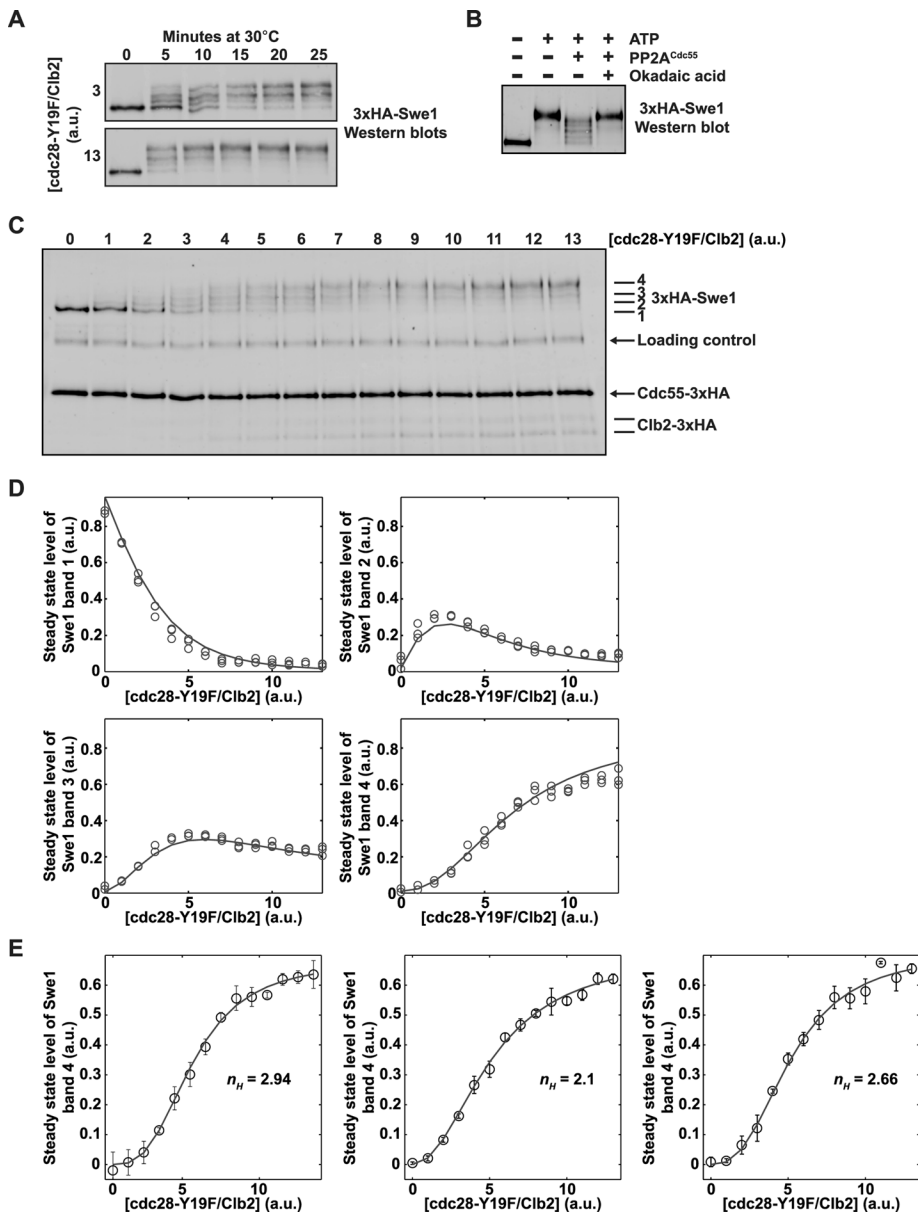 A
Minutes at 30°C
0 5 10 15 20 25
[cdc28-Y19F/Clb2]
(a.u.)
3
13
3xHA-Swe1
Western blots
B
– + + + ATP
– – + + PP2ACdc55
– – – + Okadaic acid
3xHA-Swe1
Western blot
C
0 1 2 3 4 5 6 7 8 9 10 11 12 13 [cdc28-Y19F/Clb2] (a.u.)
4
3
2
1
3xHA-Swe1
Loading control
Cdc55-3xHA
Clb2-3xHA
D
Steady state level of
Swe1 band 1 (a.u.)
0.8
0.6
0.4
0.2
0
0 5 10
[cdc28-Y19F/Clb2] (a.u.)
Steady state level of
Swe1 band 2 (a.u.)
0.8
0.6
0.4
0.2
0
0 5 10
[cdc28-Y19F/Clb2] (a.u.)
Steady state level of
Swe1 band 3 (a.u.)
0.8
0.6
0.4
0.2
0
0 5 10
[cdc28-Y19F/Clb2] (a.u.)
Steady state level of
Swe1 band 4 (a.u.)
0.8
0.6
0.4
0.2
0
0 5 10
[cdc28-Y19F/Clb2] (a.u.)
E
Steady state level of Swe1
band 4 (a.u.)
0.6
0.5
0.4
0.3
0.2
0.1
0
nH = 2.94
0 5 10
[cdc28-Y19F/Clb2] (a.u.)
Steady state level of Swe1
band 4 (a.u.)
0.6
0.5
0.4
0.3
0.2
0.1
0
nH = 2.1
0 5 10
[cdc28-Y19F/Clb2] (a.u.)
Steady state level of Swe1
band 4 (a.u.)
0.6
0.5
0.4
0.3
0.2
0.1
0
nH = 2.66
0 5 10
[cdc28-Y19F/Clb2] (a.u.)